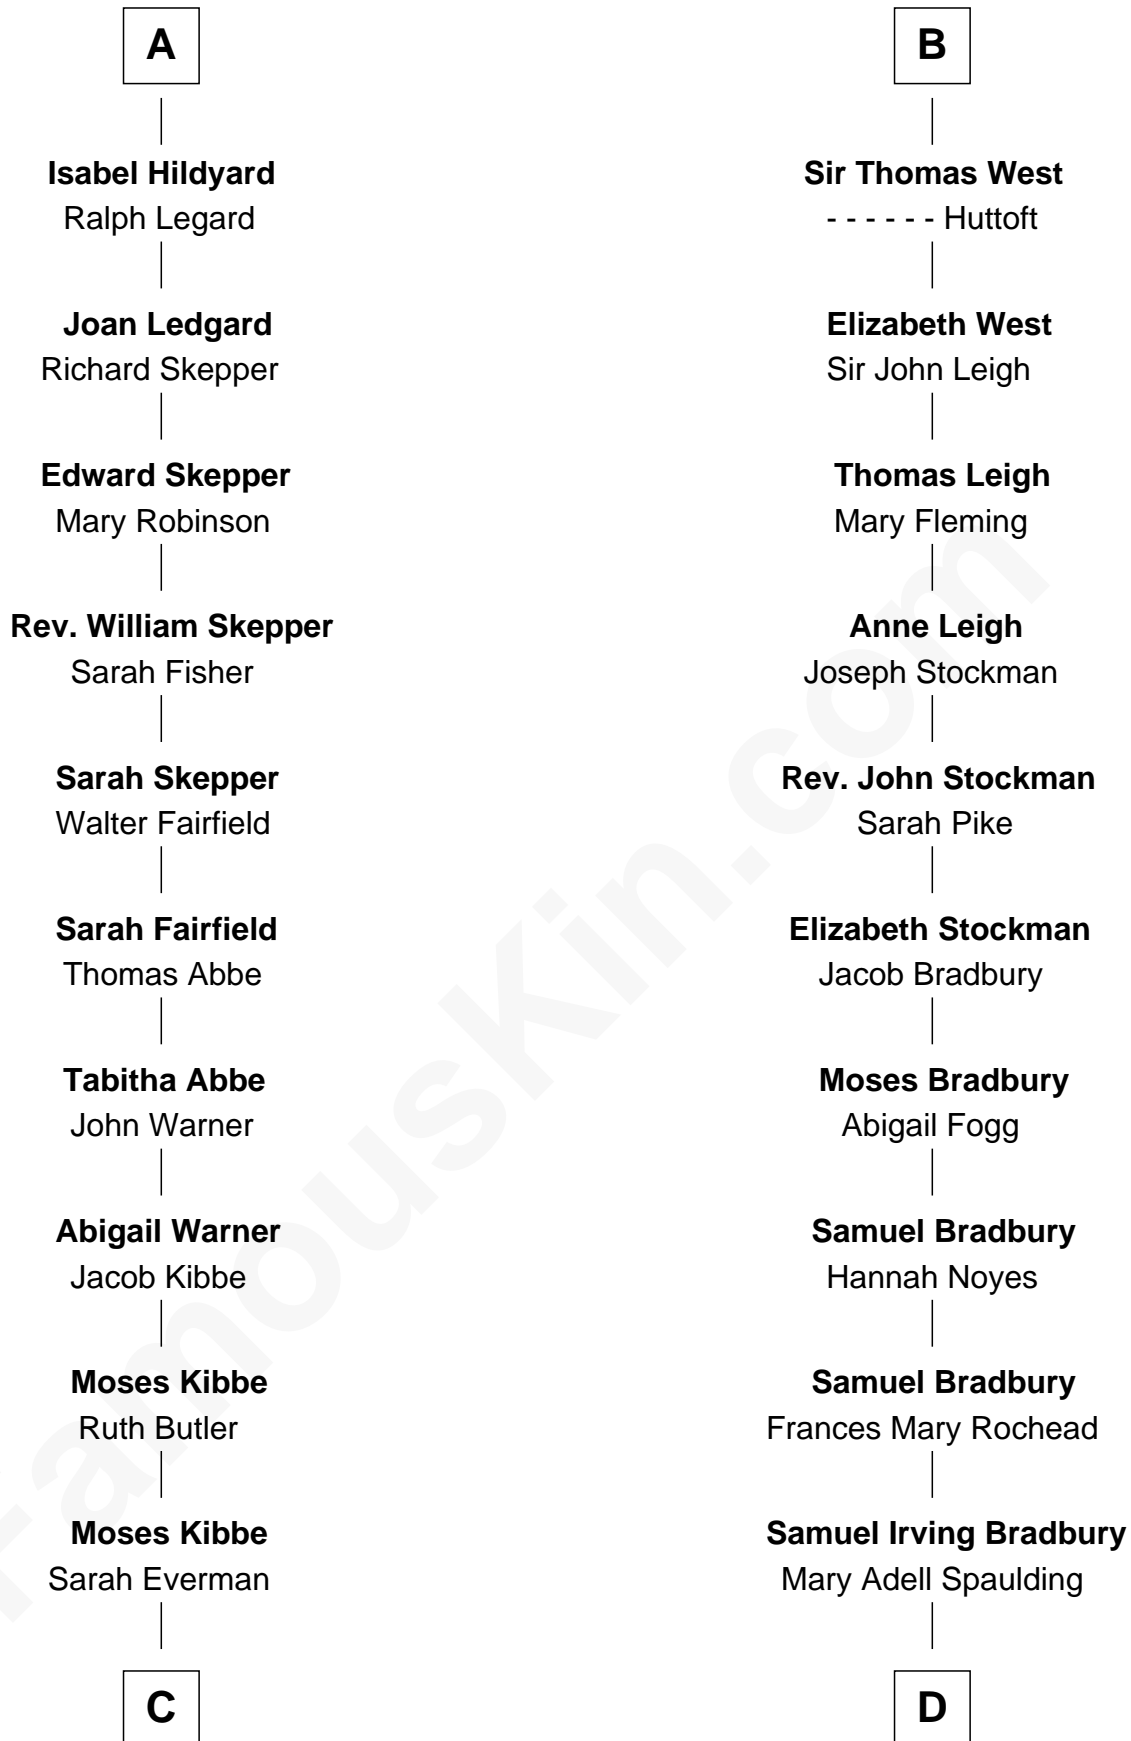 A
Isabel Hildyard
Ralph Legard
Joan Ledgard
Richard Skepper
Edward Skepper
Mary Robinson
Rev. William Skepper
Sarah Fisher
Sarah Skepper
Walter Fairfield
Sarah Fairfield
Thomas Abbe
Tabitha Abbe
John Warner
Abigail Warner
Jacob Kibbe
Moses Kibbe
Ruth Butler
Moses Kibbe
Sarah Everman
C
B
Sir Thomas West
- - - - - - Huttoft
Elizabeth West
Sir John Leigh
Thomas Leigh
Mary Fleming
Anne Leigh
Joseph Stockman
Rev. John Stockman
Sarah Pike
Elizabeth Stockman
Jacob Bradbury
Moses Bradbury
Abigail Fogg
Samuel Bradbury
Hannah Noyes
Samuel Bradbury
Frances Mary Rochead
Samuel Irving Bradbury
Mary Adell Spaulding
D
FamousKin.com